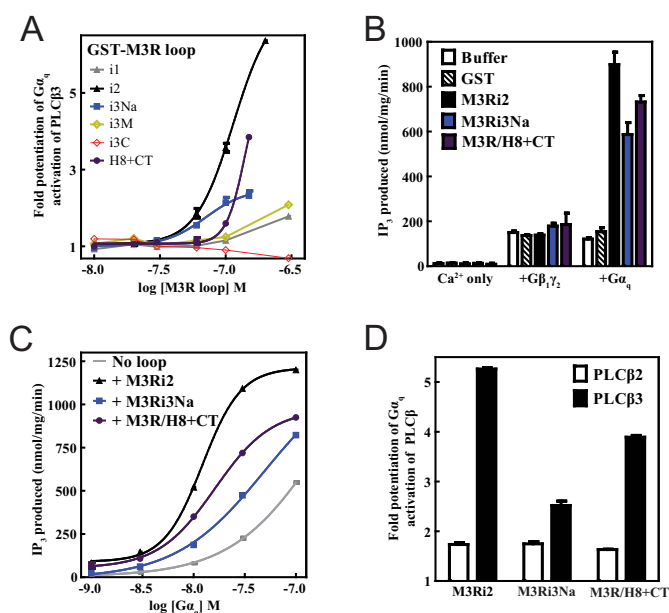 A
GST-M3R loop
i1
i2
i3Na
i3M
i3C
H8+CT
Fold potentiation of Gαq
activation of PLCβ3
5
3
1
-8.0 -7.5 -7.0 -6.5
log [M3R loop] M
B
Buffer
GST
M3Ri2
M3Ri3Na
M3R/H8+CT
IP3 produced (nmol/mg/min)
1000
800
600
400
200
0
Ca2+ only +Gβ1γ2 +Gαq
C
No loop
+ M3Ri2
+ M3Ri3Na
+ M3R/H8+CT
IP3 produced (nmol/mg/min)
1250
1000
750
500
250
0
-9.0 -8.5 -8.0 -7.5 -7.0
log [Gαq] M
D
PLCβ2
PLCβ3
Fold potentiation of Gαq
activation of PLCβ
5
4
3
2
1
M3Ri2 M3Ri3Na M3R/H8+CT